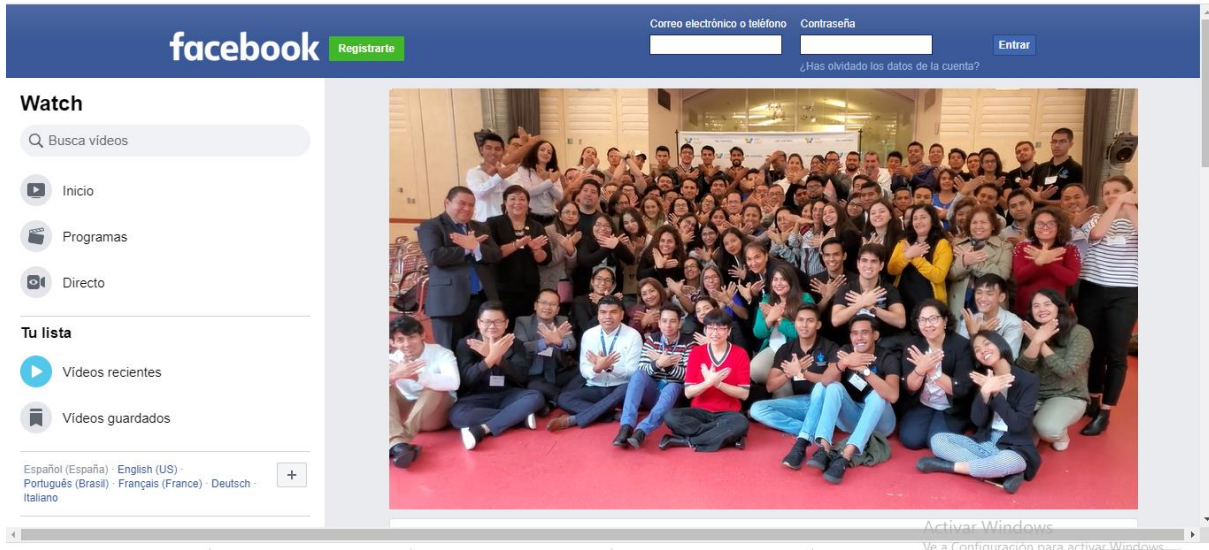 facebook
Registrarte
Correo electrónico o teléfono
Contraseña
Entrar
¿Has olvidado los datos de la cuenta?
Watch
Busca vídeos
Inicio
Programas
Directo
Tu lista
Vídeos recientes
Vídeos guardados
Español (España) · English (US) ·
Português (Brasil) · Français (France) · Deutsch ·
Italiano
+
Activar Windows
Ve a Configuración para activar Windows.